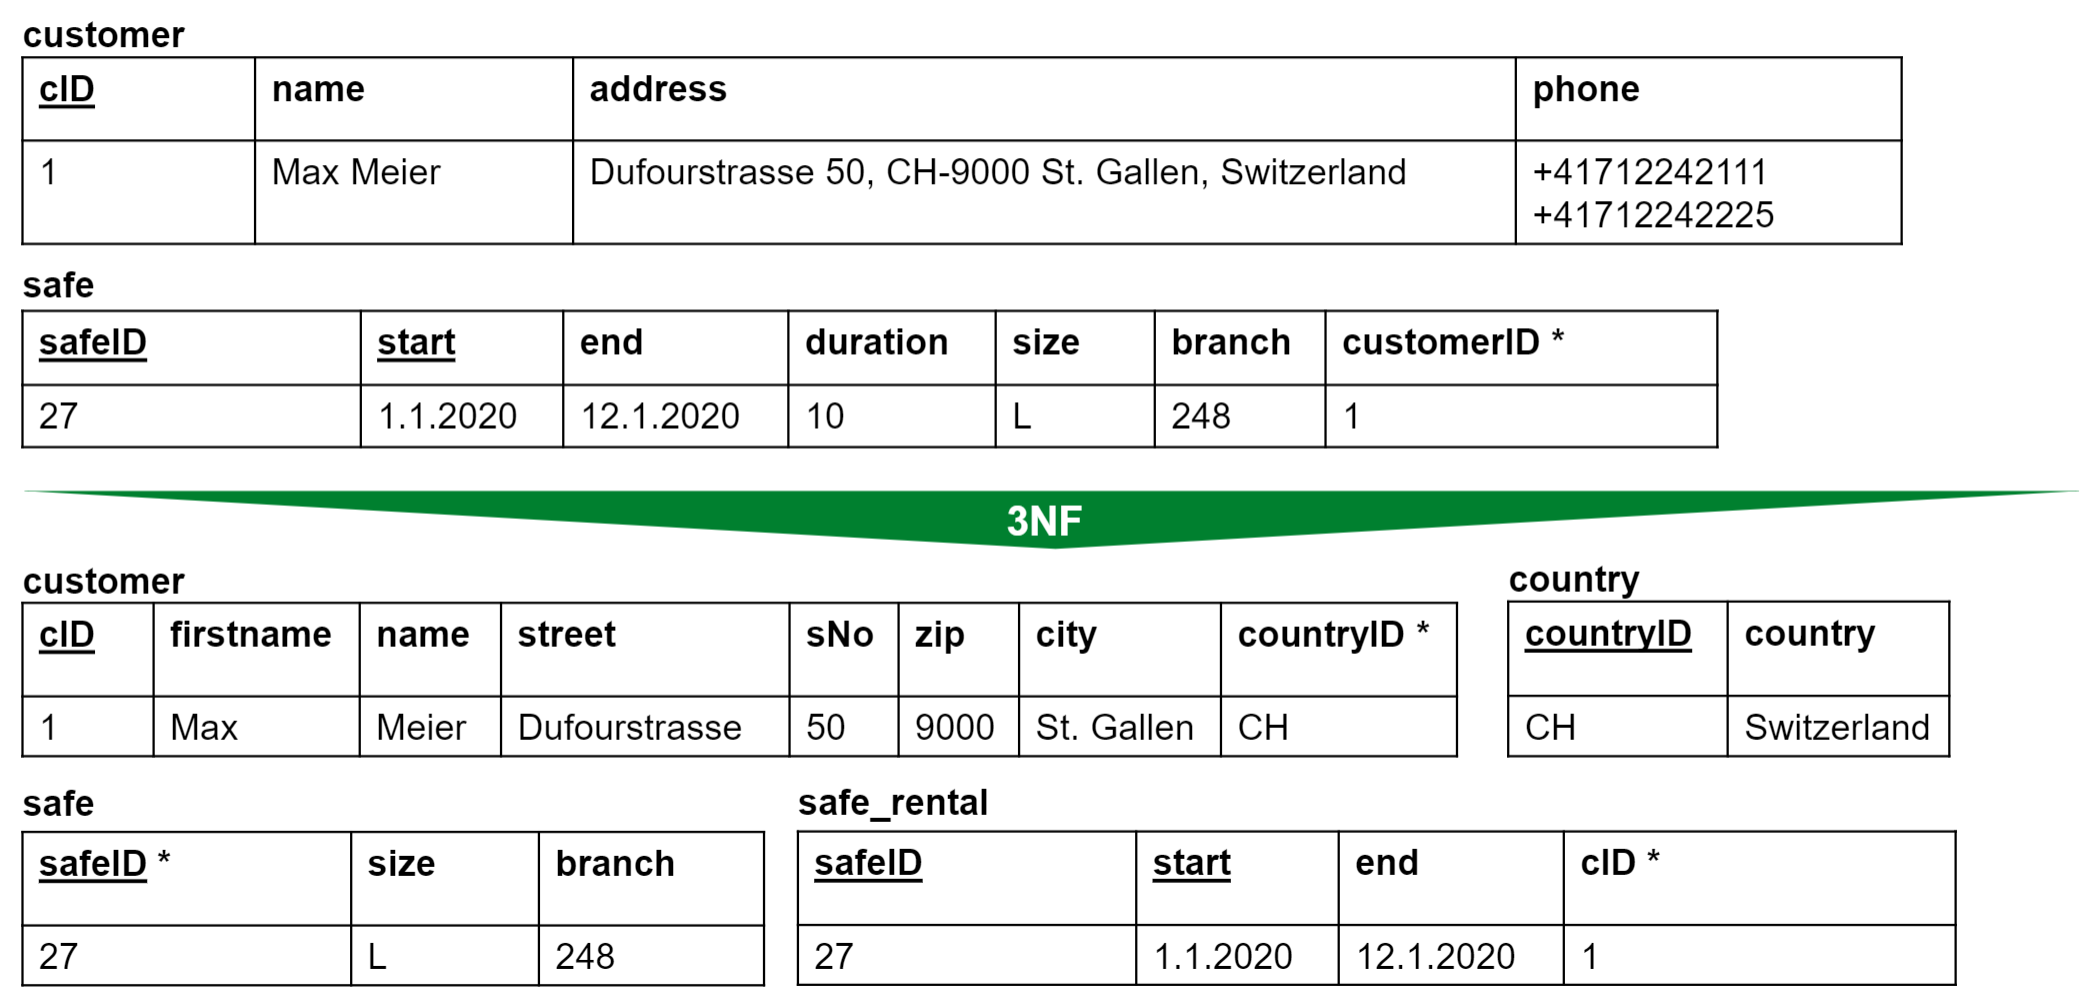 customer
cID name address phone
1 Max Meier Dufourstrasse 50, CH-9000 St. Gallen, Switzerland +41712242111
+41712242225
safe
safeID start end duration size branch customerID *
27 1.1.2020 12.1.2020 10 L 248 1
3NF
customer
cID firstname name street sNo zip city countryID *
1 Max Meier Dufourstrasse 50 9000 St. Gallen CH
country
countryID country
CH Switzerland
safe
safeID * size branch
27 L 248
safe_rental
safeID start end cID *
27 1.1.2020 12.1.2020 1